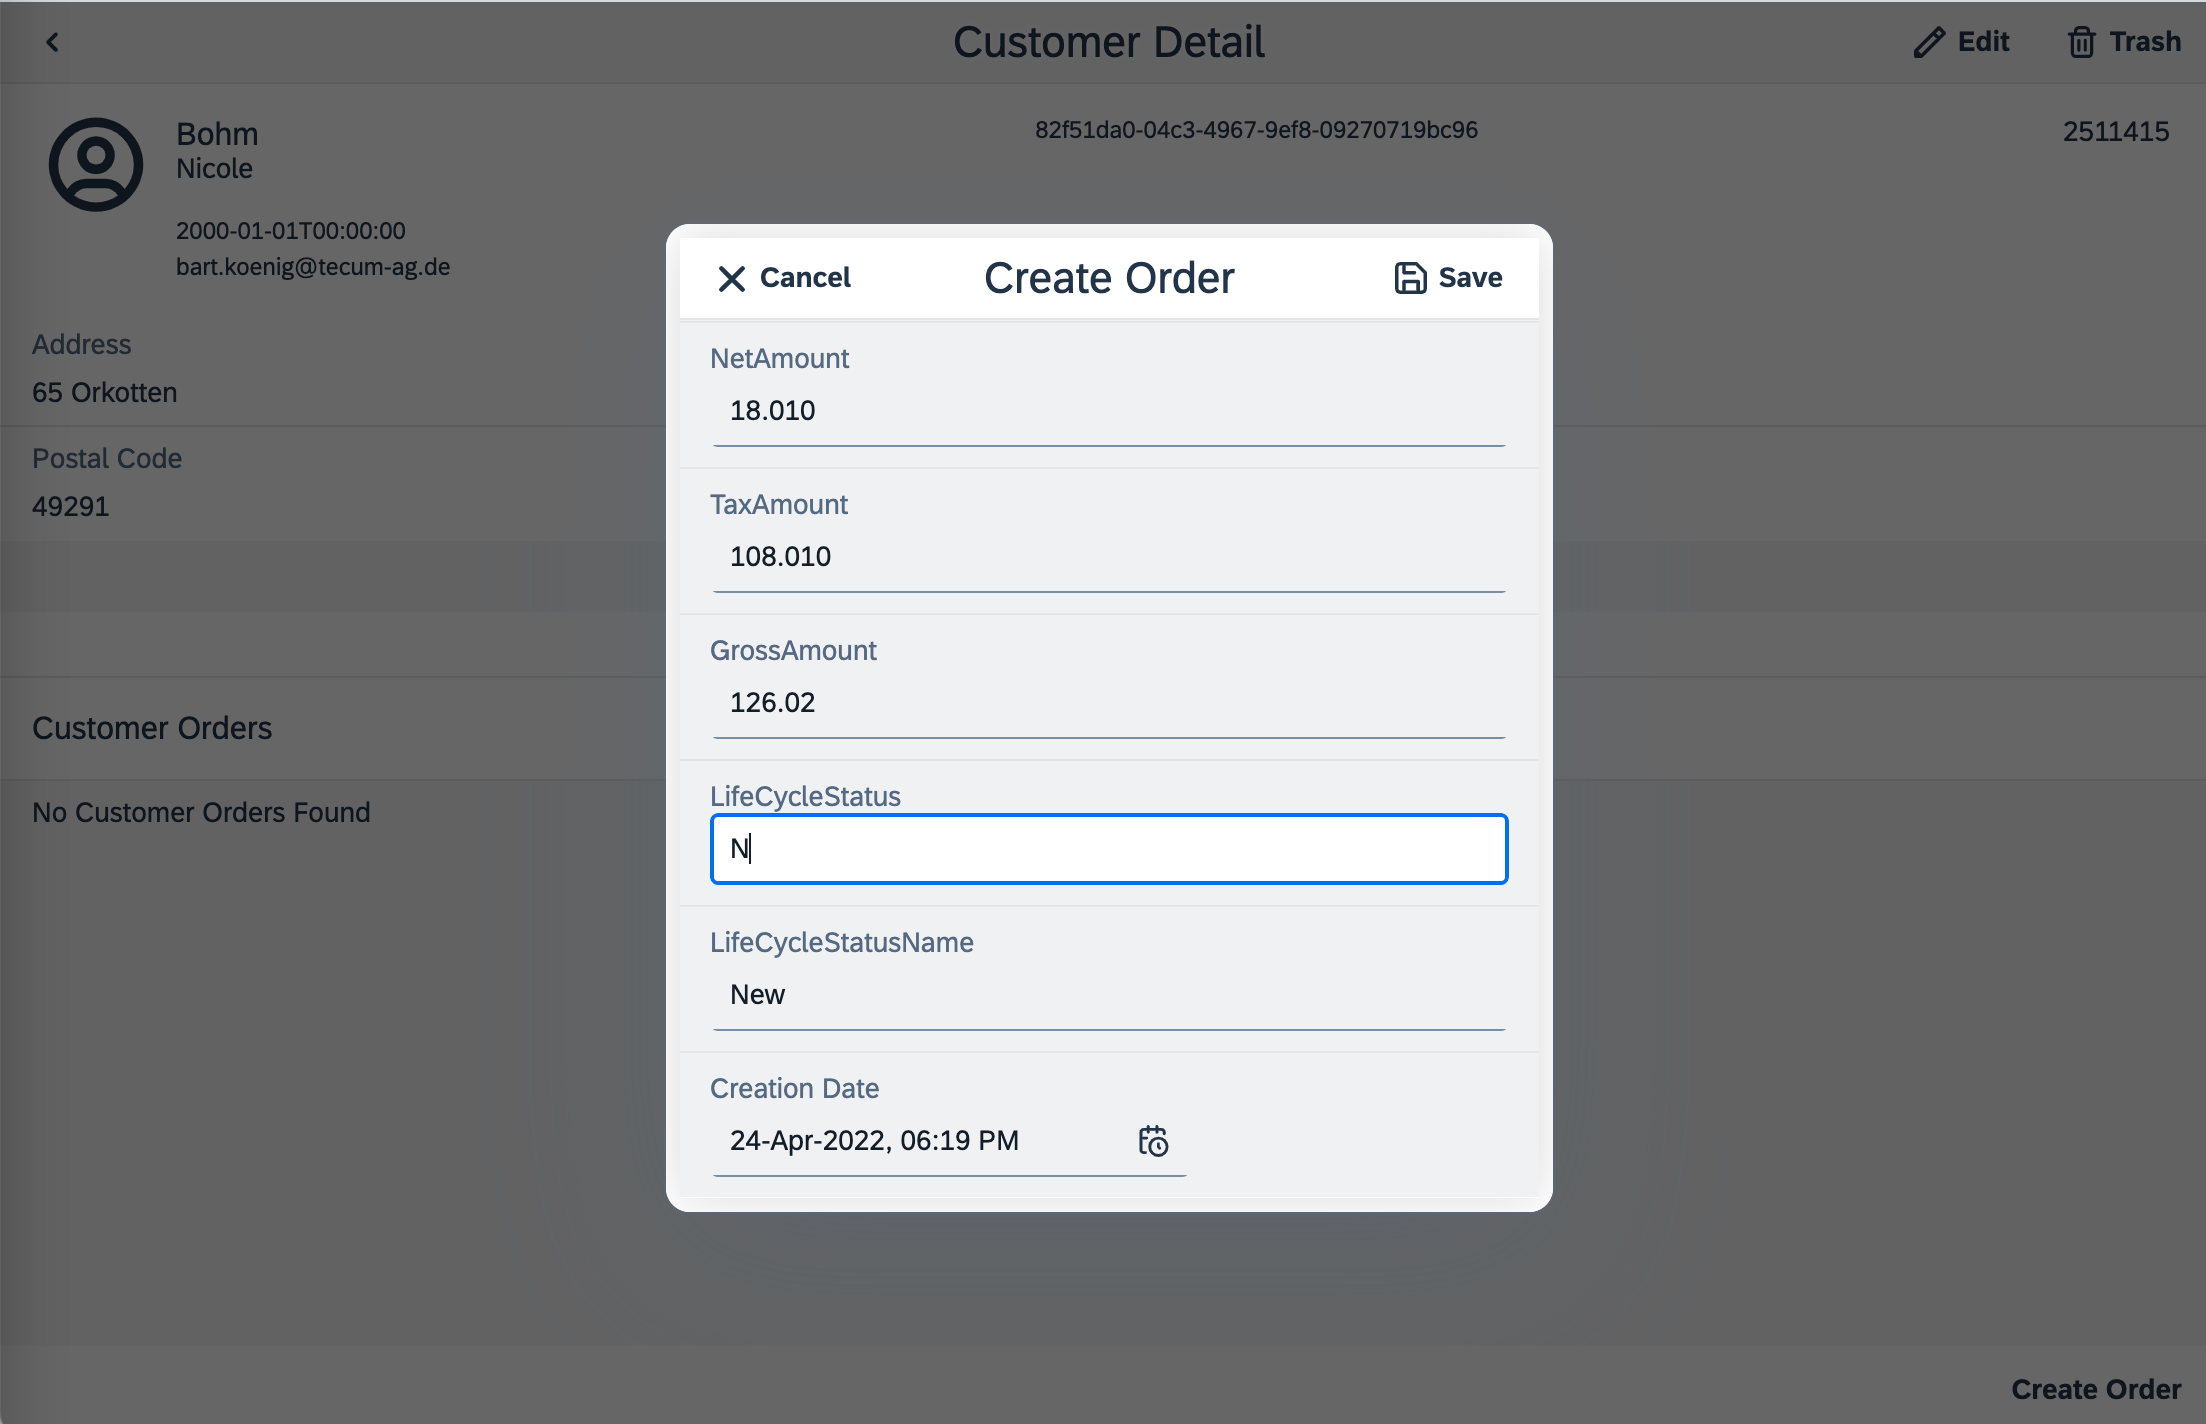 Customer Detail
Edit
Trash
Bohm
Nicole
2000-01-01T00:00:00
bart.koenig@tecum-ag.de
82f51da0-04c3-4967-9ef8-09270719bc96
2511415
Address
65 Orkotten
Postal Code
49291
Customer Orders
No Customer Orders Found
Cancel
Create Order
Save
NetAmount
18.010
TaxAmount
108.010
GrossAmount
126.02
LifeCycleStatus
N
LifeCycleStatusName
New
Creation Date
24-Apr-2022, 06:19 PM
Create Order